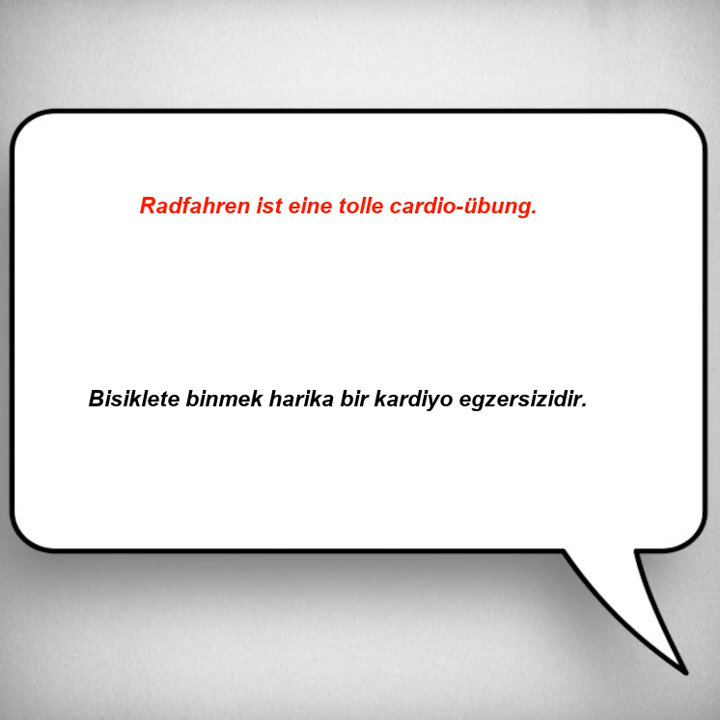 Radfahren ist eine tolle cardio-übung.
Bisiklete binmek harika bir kardiyo egzersizidir.